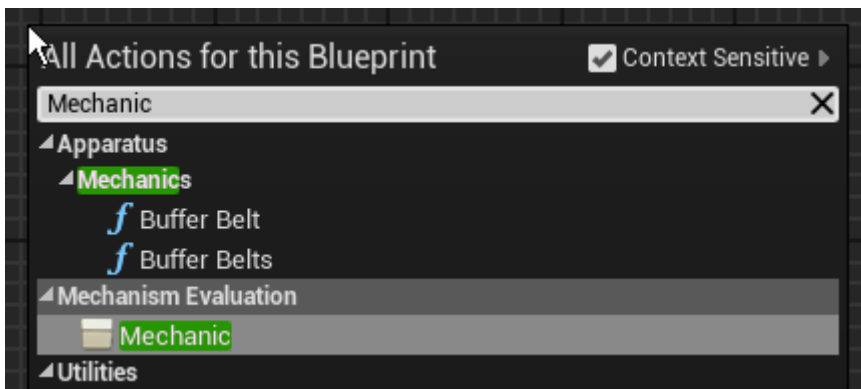 All Actions for this Blueprint Context Sensitive
Mechanic
Apparatus
Mechanics
f Buffer Belt
f Buffer Belts
Mechanism Evaluation
Mechanic
Utilities